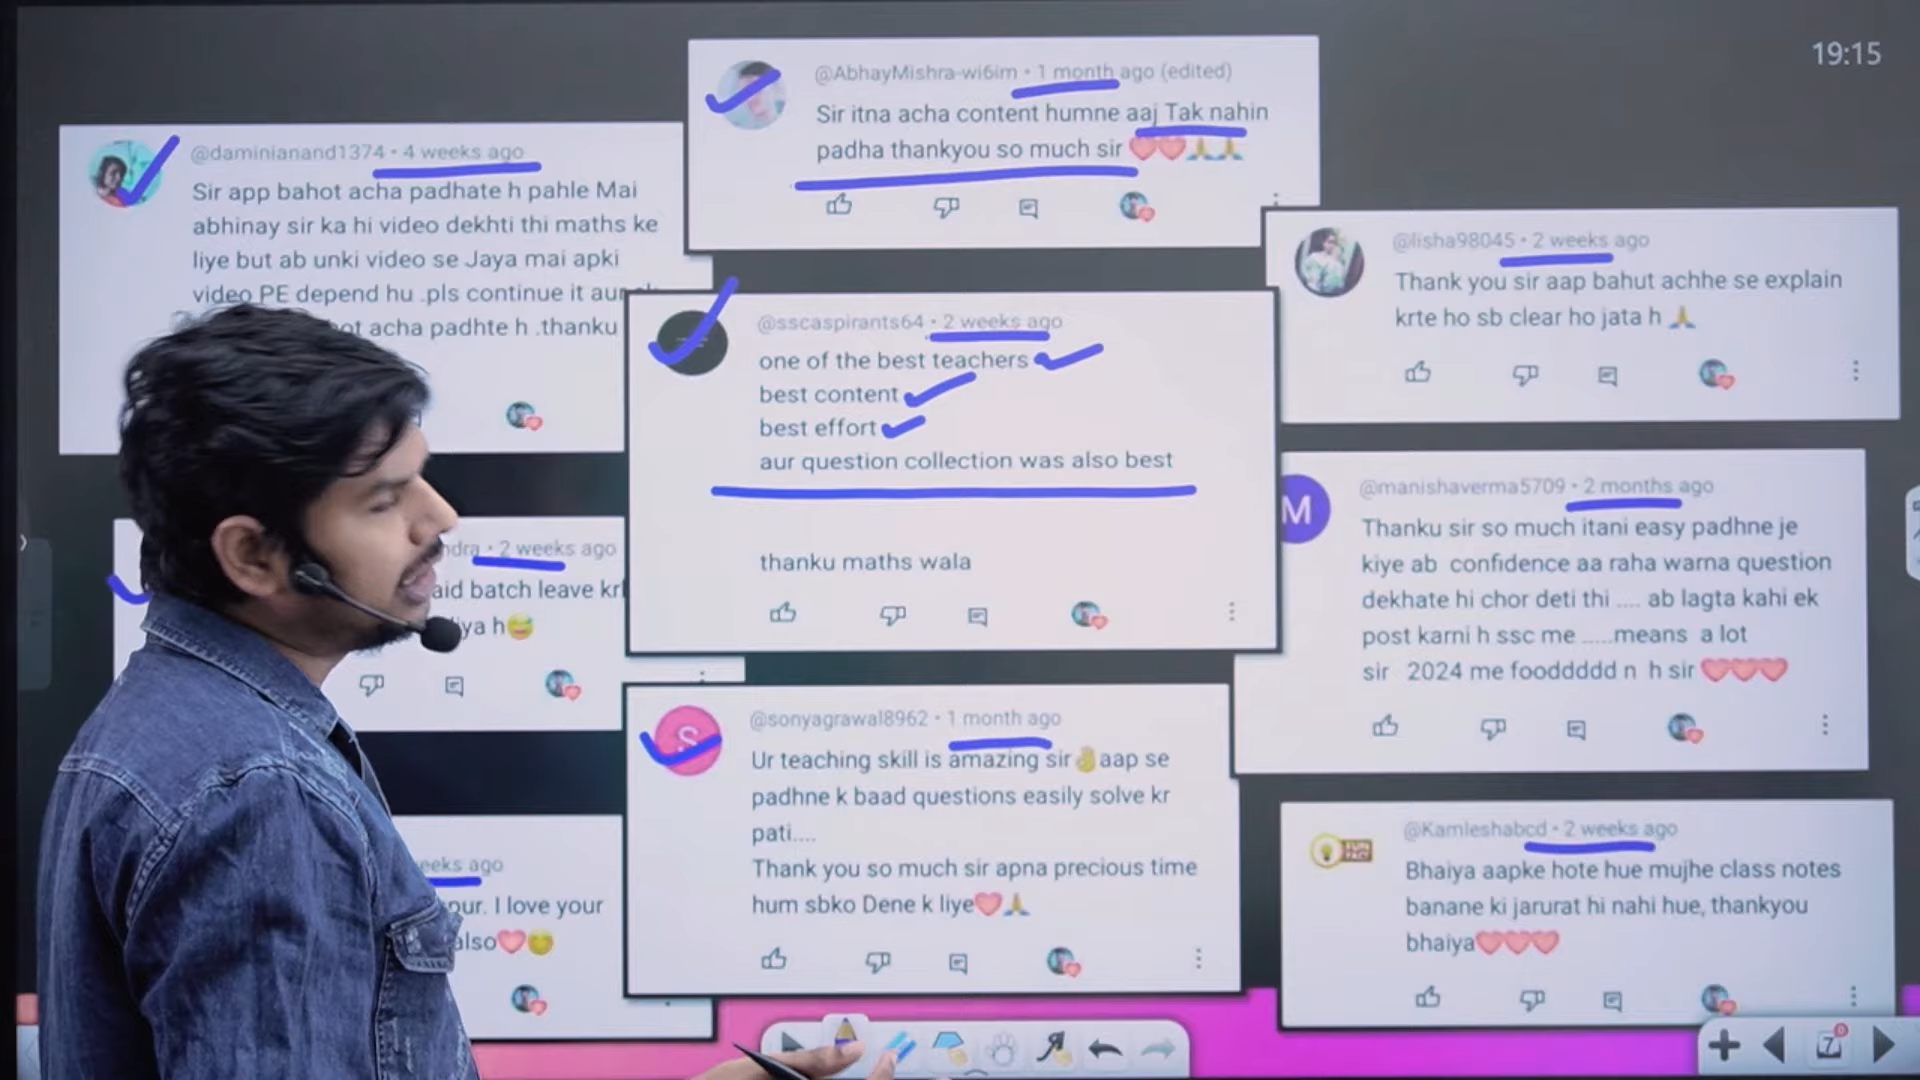 19:15
@AbhayMishra-wi6im • 1 month ago (edited)
Sir itna acha content humne aaj Tak nahin
padha thankyou so much sir
@daminianand1374 • 4 weeks ago
Sir app bahot acha padhate h pahle Mai
abhinay sir ka hi video dekhti thi maths ke
liye but ab unki video se Jaya mai apki
video PE depend hu .pls continue it aur
acha padhte h .thanku
@lisha98045 • 2 weeks ago
Thank you sir aap bahut achhe se explain
krte ho sb clear ho jata h
@sscaspirants64 • 2 weeks ago
one of the best teachers
best content
best effort
aur question collection was also best
thanku maths wala
M
@manishaverma5709 • 2 months ago
Thanku sir so much itani easy padhne je
kiye ab confidence aa raha warna question
dekhate hi chor deti thi .... ab lagta kahi ek
post karni h ssc me .....means a lot
sir 2024 me fooddddd n h sir
• 2 weeks ago
batch leave
h
S
@sonyagrawal8962 • 1 month ago
Ur teaching skill is amazing sir aap se
padhne k baad questions easily solve kr
pati....
Thank you so much sir apna precious time
hum sbko Dene k liye
ago
I love your
also
FUN
FACT
@Kamleshabcd • 2 weeks ago
Bhaiya aapke hote hue mujhe class notes
banane ki jarurat hi nahi hue, thankyou
bhaiya
7
0